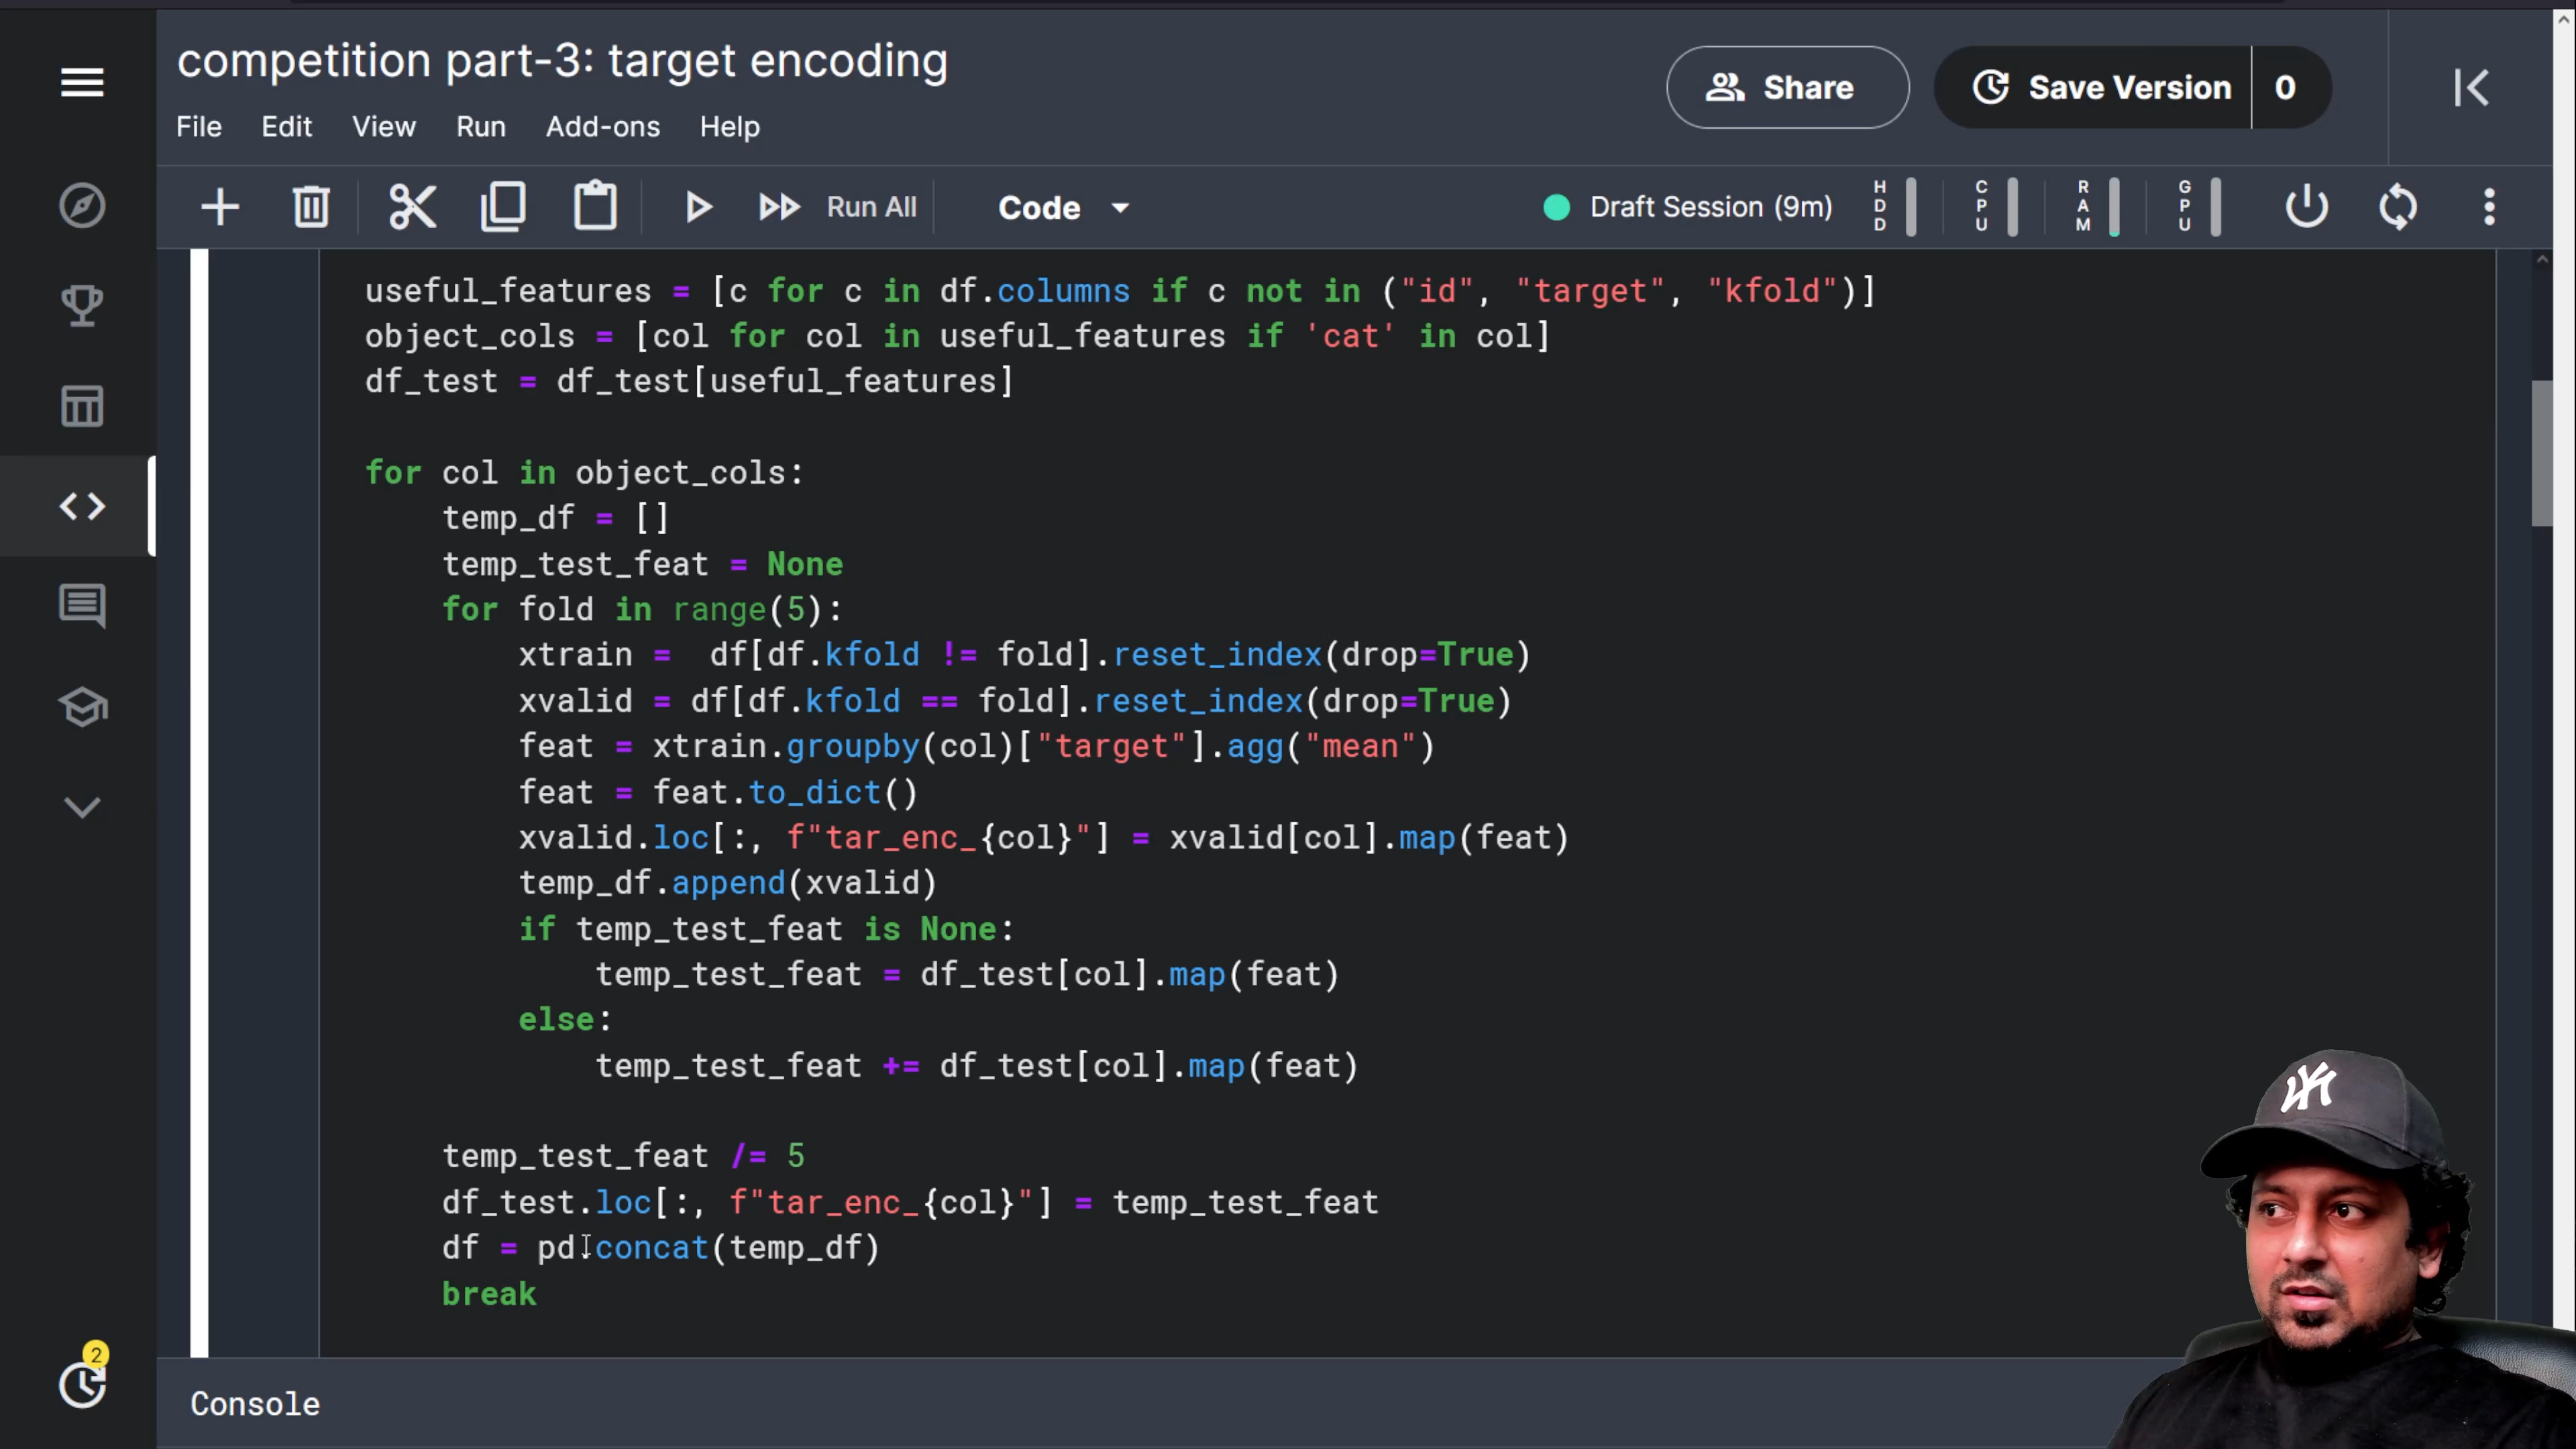 competition part-3: target encoding
Share
Save Version
0
File Edit View Run Add-ons Help
Run All
Code
Draft Session (9m)
HDD
CPU
RAM
GPU
useful_features = [c for c in df.columns if c not in ("id", "target", "kfold")]
object_cols = [col for col in useful_features if 'cat' in col]
df_test = df_test[useful_features]
for col in object_cols:
temp_df = []
temp_test_feat = None
for fold in range(5):
xtrain =  df[df.kfold != fold].reset_index(drop=True)
xvalid = df[df.kfold == fold].reset_index(drop=True)
feat = xtrain.groupby(col)["target"].agg("mean")
feat = feat.to_dict()
xvalid.loc[:, f"tar_enc_{col}"] = xvalid[col].map(feat)
temp_df.append(xvalid)
if temp_test_feat is None:
temp_test_feat = df_test[col].map(feat)
else:
temp_test_feat += df_test[col].map(feat)
temp_test_feat /= 5
df_test.loc[:, f"tar_enc_{col}"] = temp_test_feat
df = pd.concat(temp_df)
break
2
Console
NY